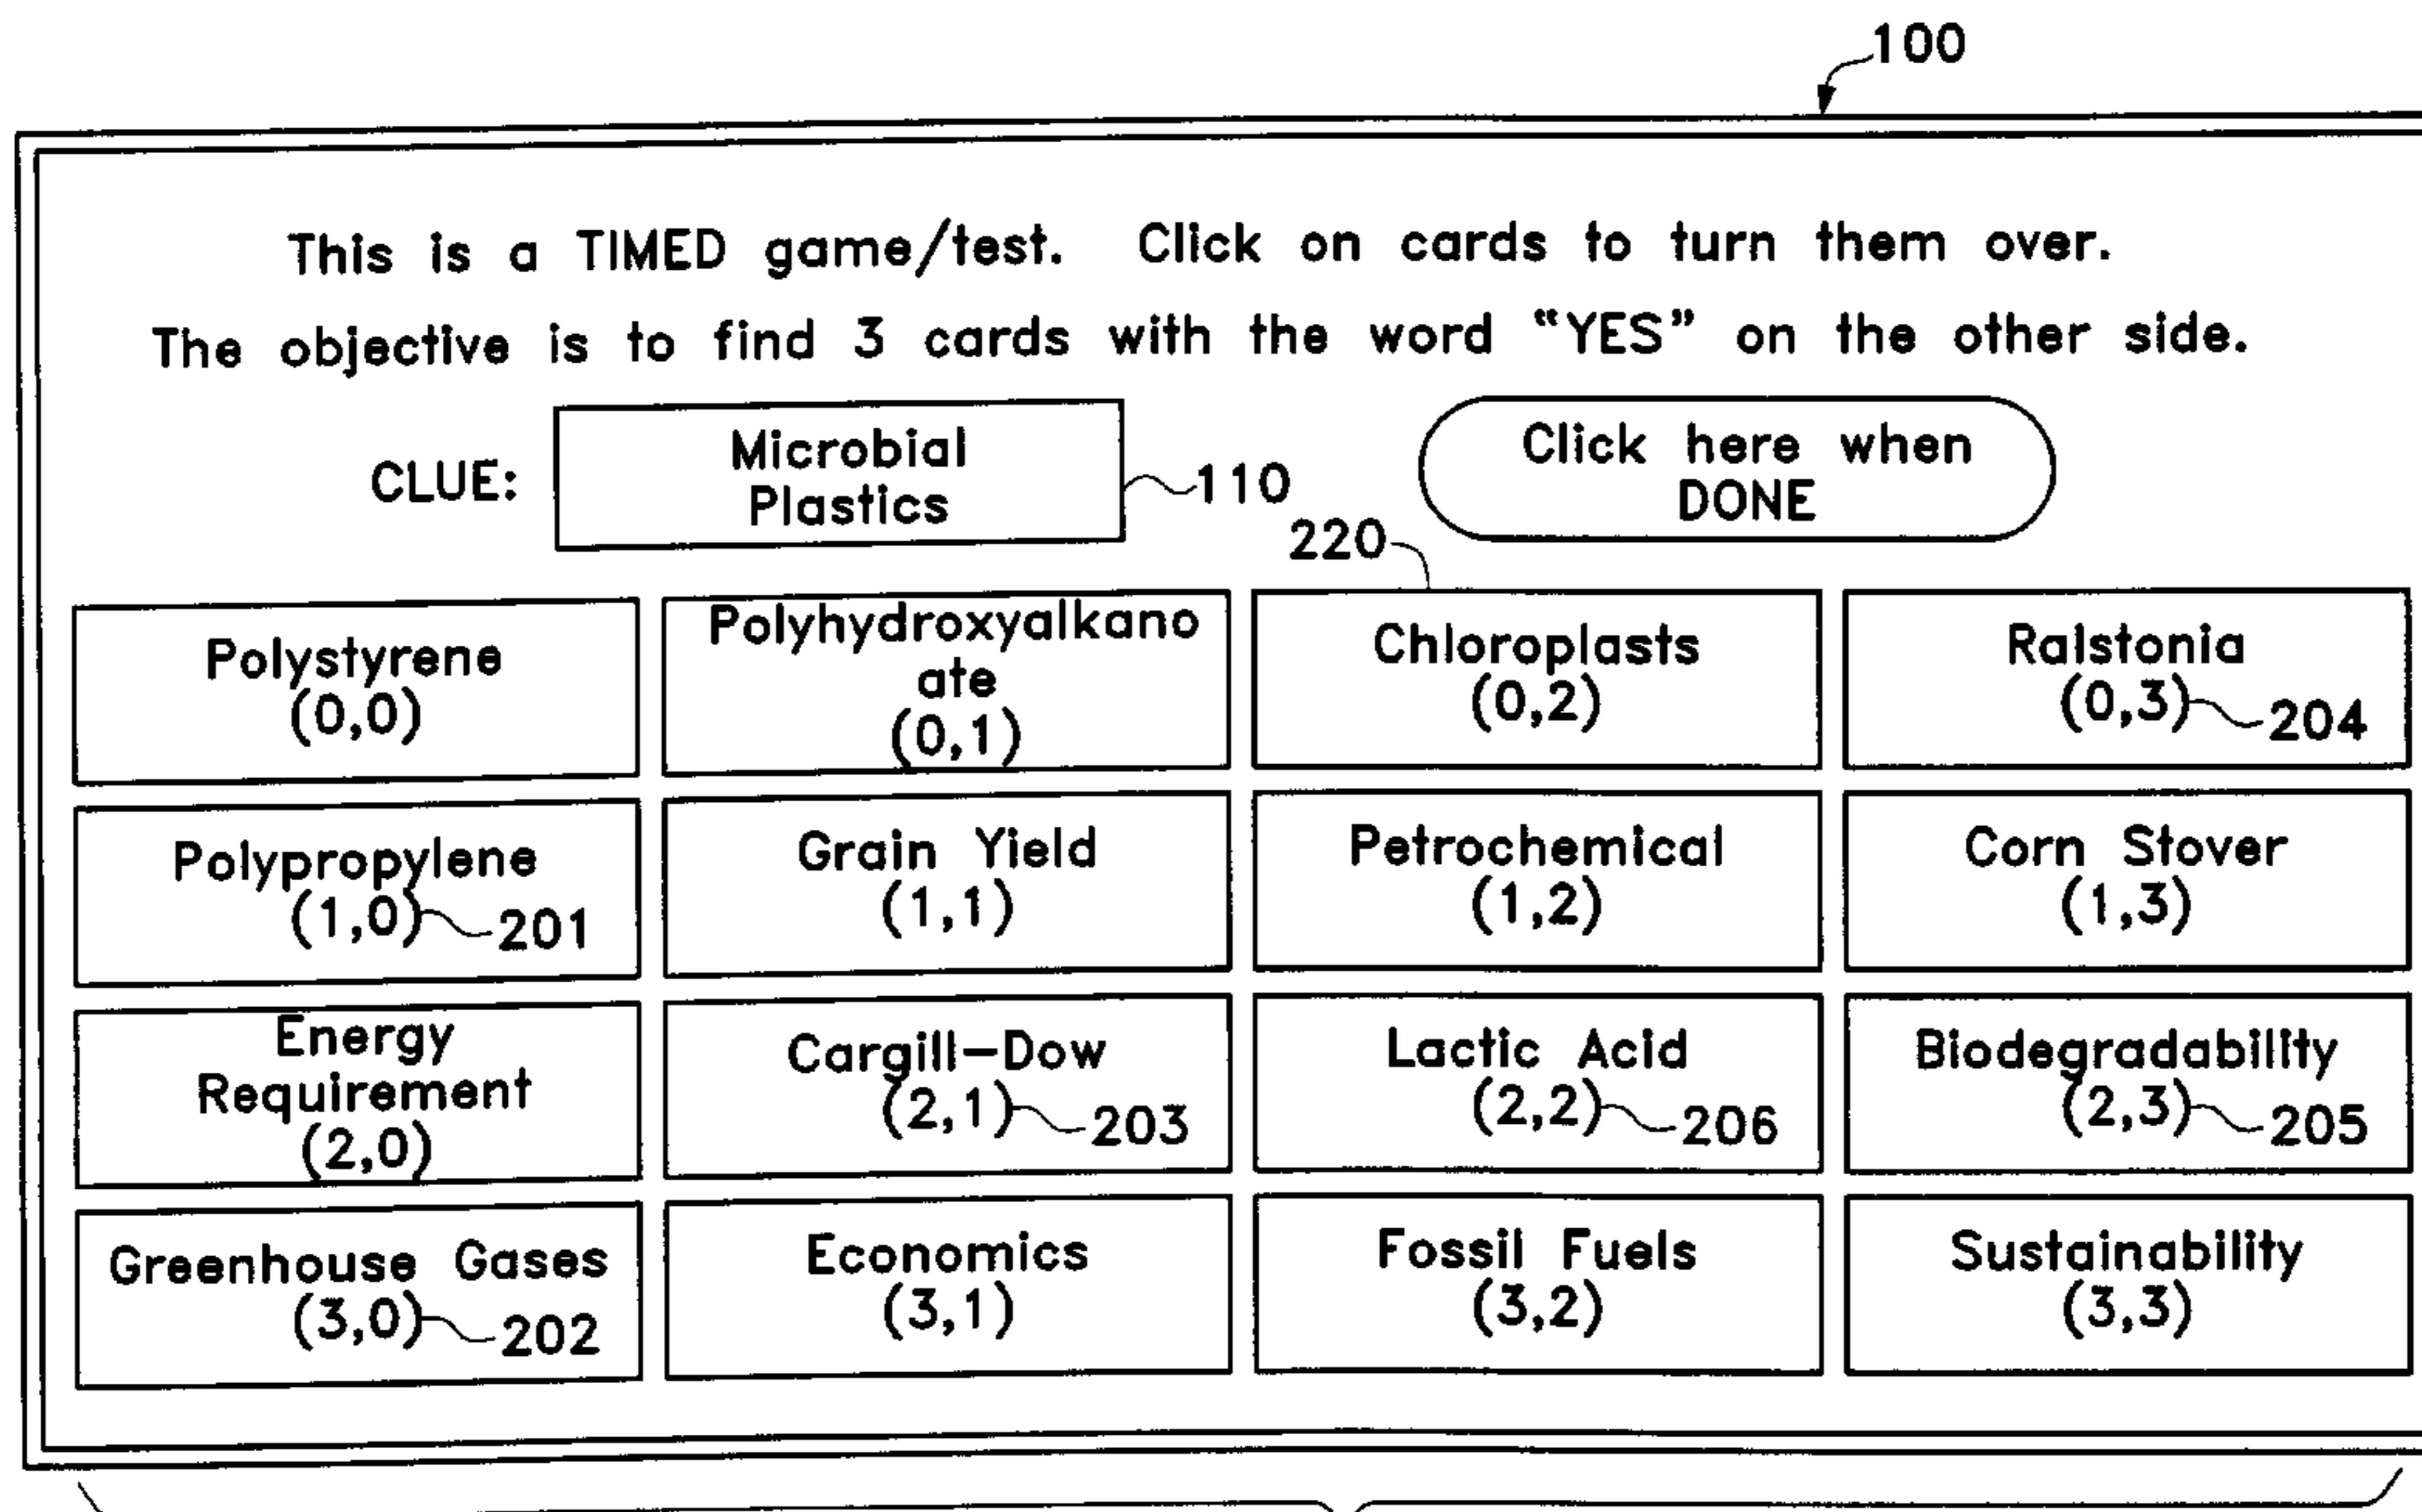 100
This is a TIMED game/test. Click on cards to turn them over.
The objective is to find 3 cards with the word “YES” on the other side.
CLUE:
Microbial
Plastics
110
Click here when
DONE
220
Polystyrene
(0,0)
Polyhydroxyalkano
ate
(0,1)
Chloroplasts
(0,2)
Ralstonia
(0,3)
204
Polypropylene
(1,0)
201
Grain Yield
(1,1)
Petrochemical
(1,2)
Corn Stover
(1,3)
Energy
Requirement
(2,0)
Cargill-Dow
(2,1)
203
Lactic Acid
(2,2)
206
Biodegradability
(2,3)
205
Greenhouse Gases
(3,0)
202
Economics
(3,1)
Fossil Fuels
(3,2)
Sustainability
(3,3)